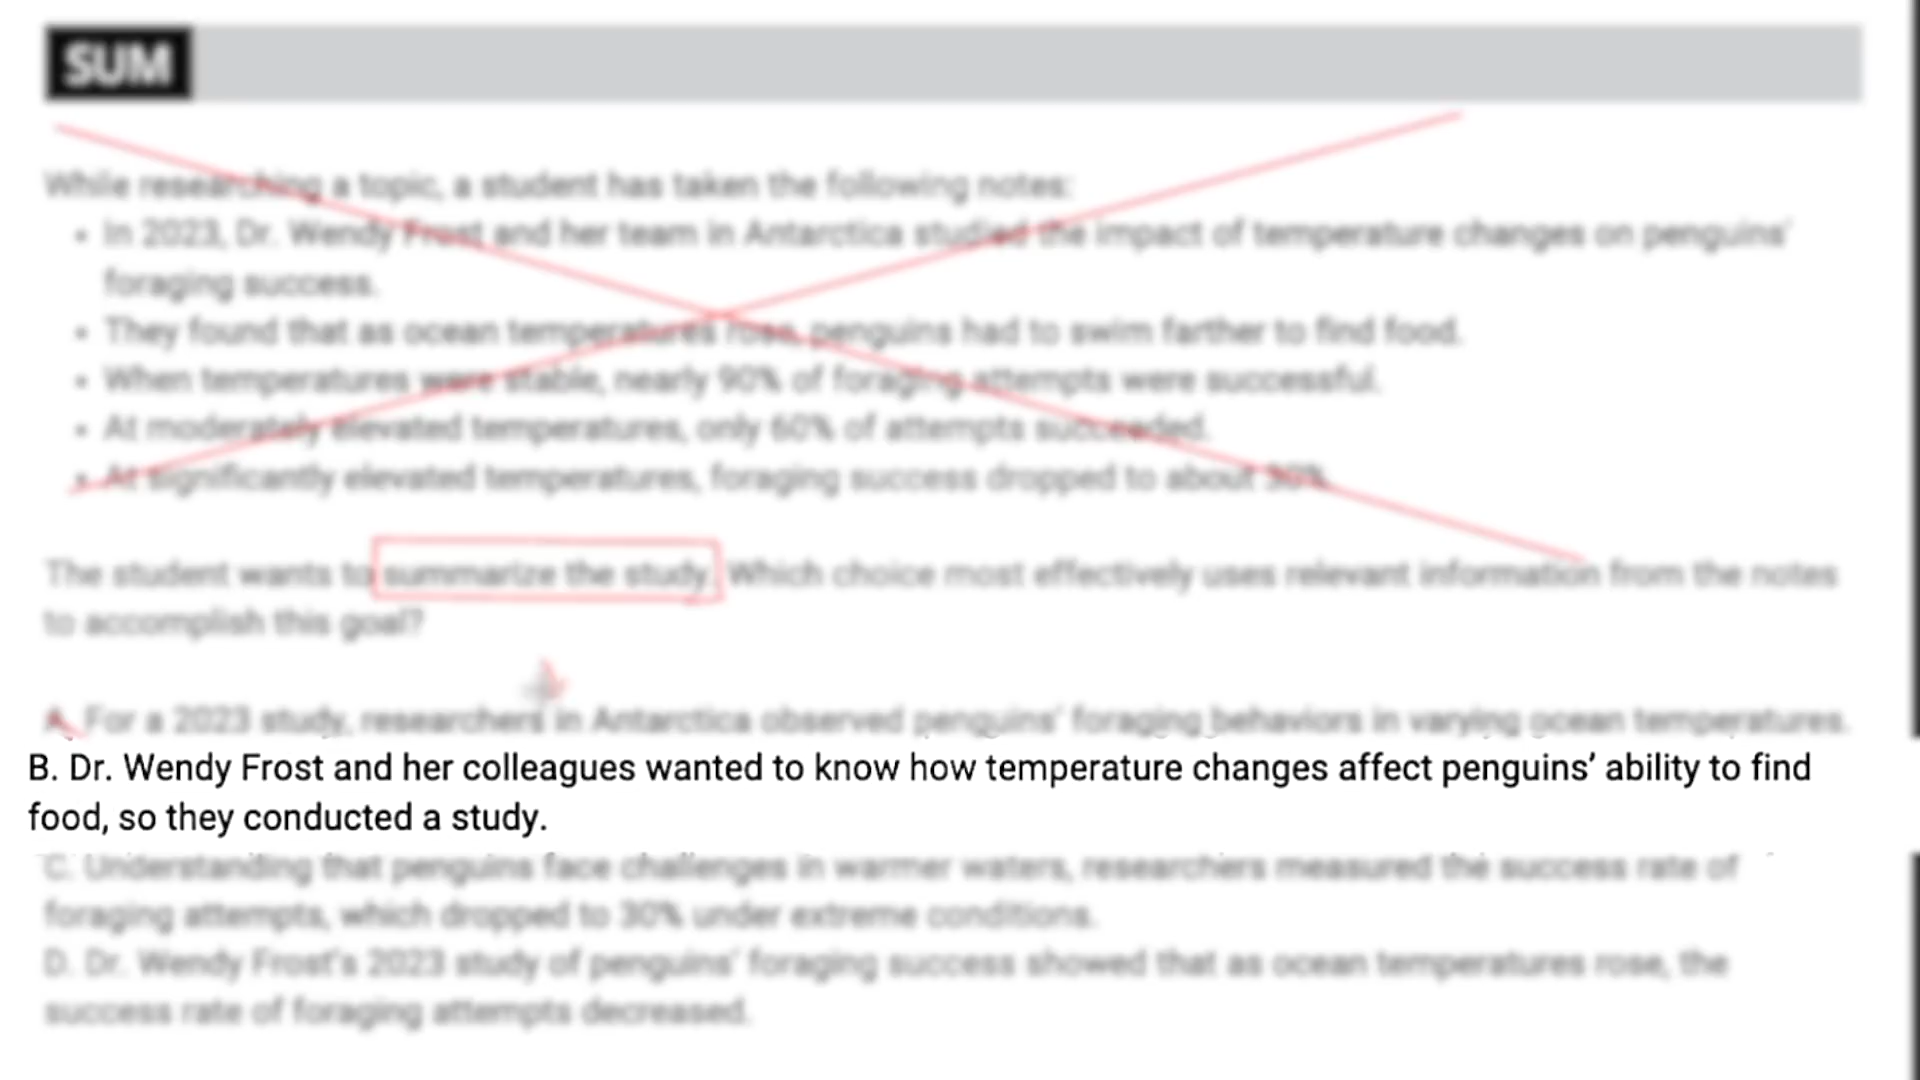 SUM
While researching a topic, a student has taken the following notes:
• In 2023, Dr. Wendy Frost and her team in Antarctica studied the impact of temperature changes on penguins'
foraging success.
• They found that as ocean temperatures rose, penguins had to swim farther to find food.
• When temperatures were stable, nearly 90% of foraging attempts were successful.
• At moderately elevated temperatures, only 60% of attempts succeeded.
• At significantly elevated temperatures, foraging success dropped to about 30%.
The student wants to summarize the study. Which choice most effectively uses relevant information from the notes
to accomplish this goal?
A. For a 2023 study, researchers in Antarctica observed penguins' foraging behaviors in varying ocean temperatures.
B. Dr. Wendy Frost and her colleagues wanted to know how temperature changes affect penguins’ ability to find
food, so they conducted a study.
C. Understanding that penguins face challenges in warmer waters, researchers measured the success rate of
foraging attempts, which dropped to 30% under extreme conditions.
D. Dr. Wendy Frost's 2023 study of penguins' foraging success showed that as ocean temperatures rose, the
success rate of foraging attempts decreased.